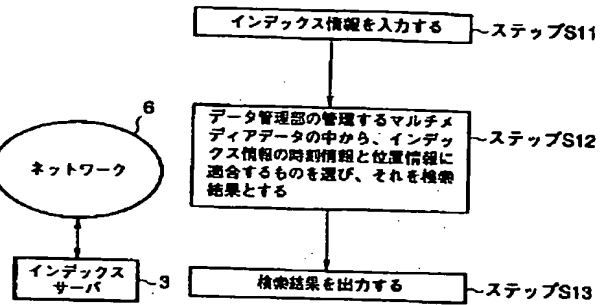 インデックス情報を入力する
ステップS11
データ管理部の管理するマルチメ
ディアデータの中から、インデッ
クス情報の時刻情報と位置情報に
適合するものを選び、それを検索
結果とする
ステップS12
検索結果を出力する
ステップS13
6
ネットワーク
インデックス
サーバ
3